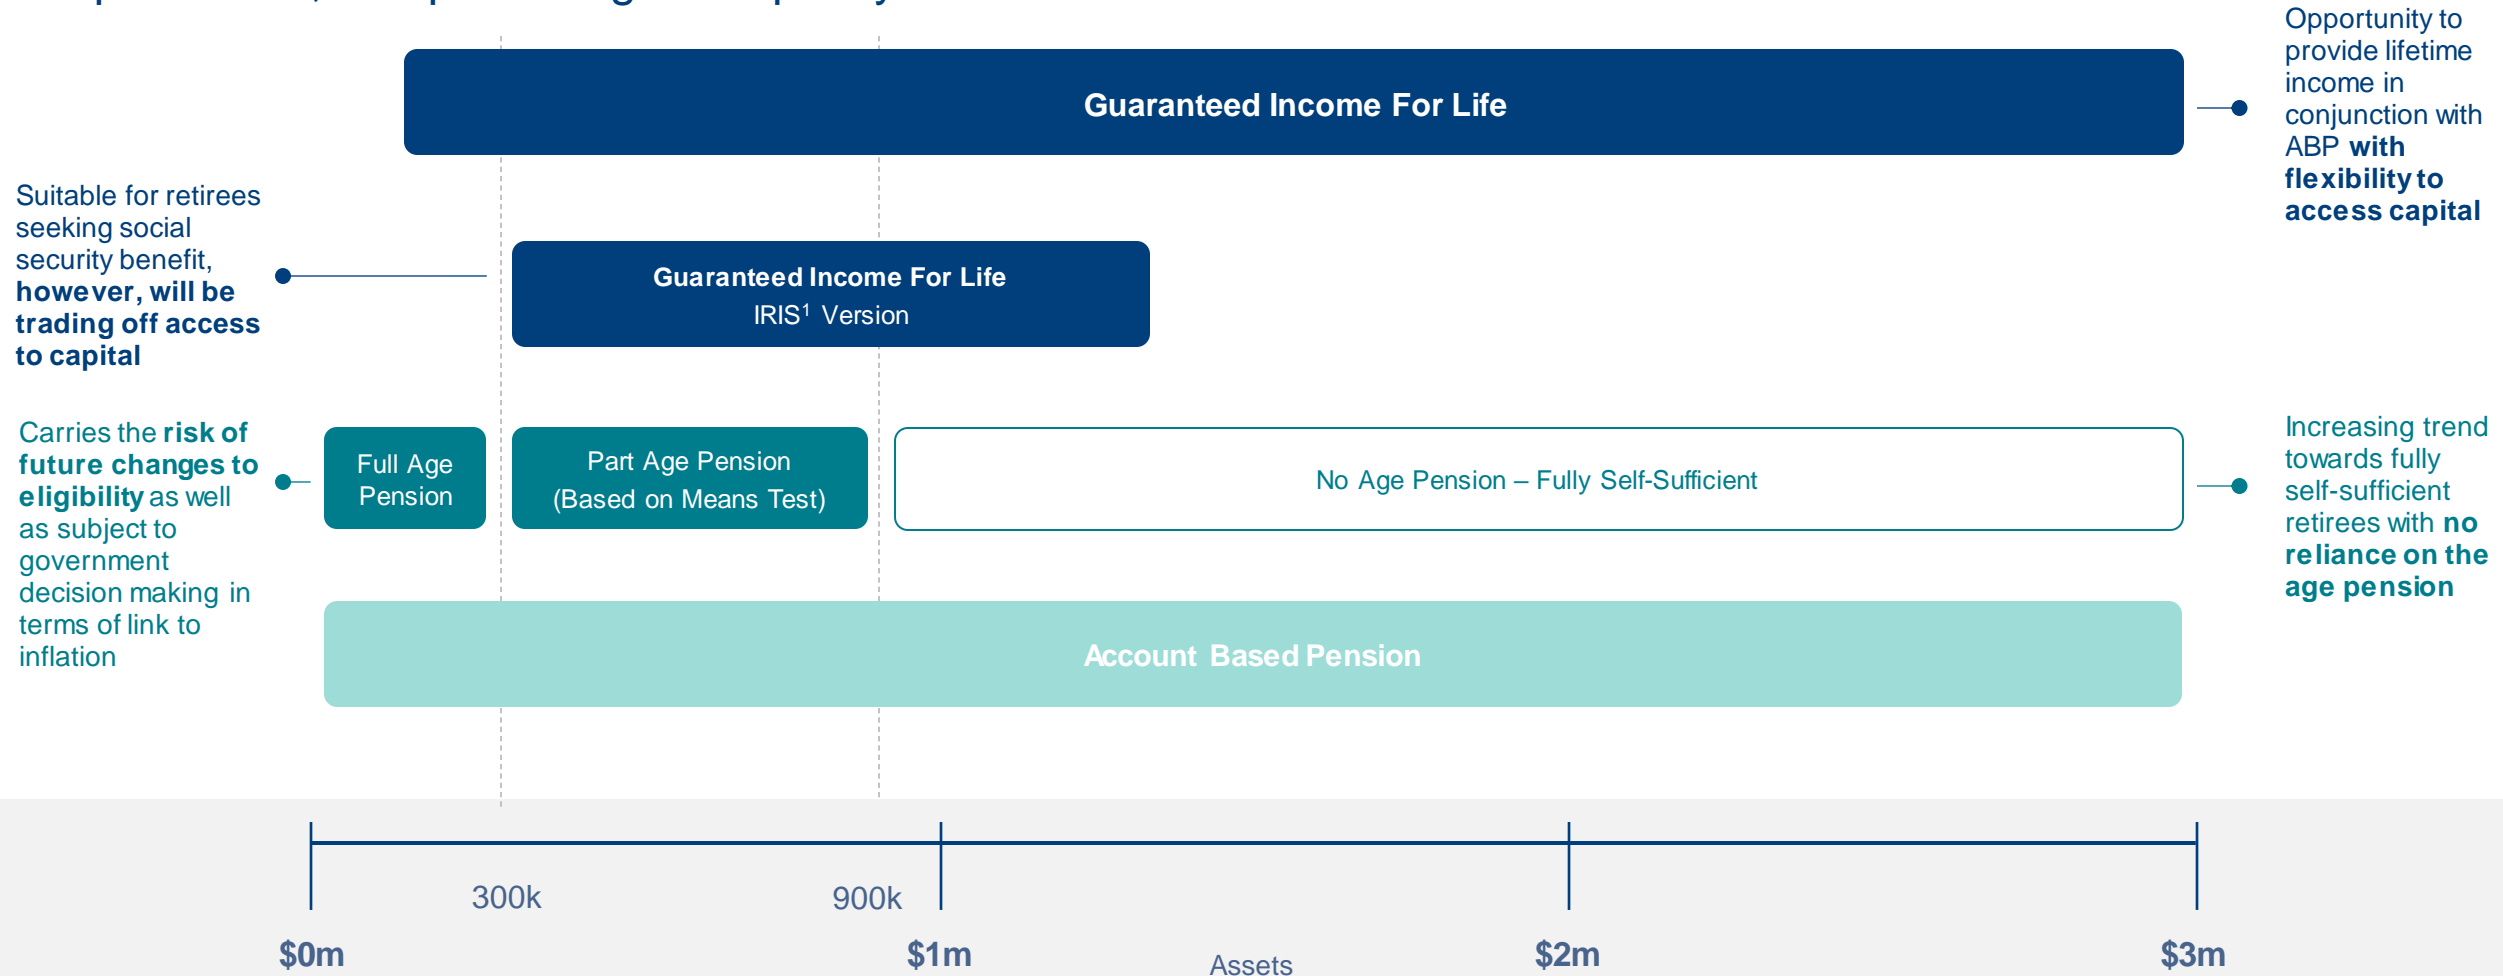 Guaranteed Income For Life
Opportunity to
provide lifetime
income in
conjunction with
ABP with
flexibility to
access capital
Suitable for retirees
seeking social
security benefit,
however, will be
trading off access
to capital
Guaranteed Income For Life
IRIS¹ Version
Carries the risk of
future changes to
eligibility as well
as subject to
government
decision making in
terms of link to
inflation
Full Age
Pension
Part Age Pension
(Based on Means Test)
No Age Pension – Fully Self-Sufficient
Increasing trend
towards fully
self-sufficient
retirees with no
reliance on the
age pension
Account Based Pension
300k
900k
$0m
$1m
Assets
$2m
$3m